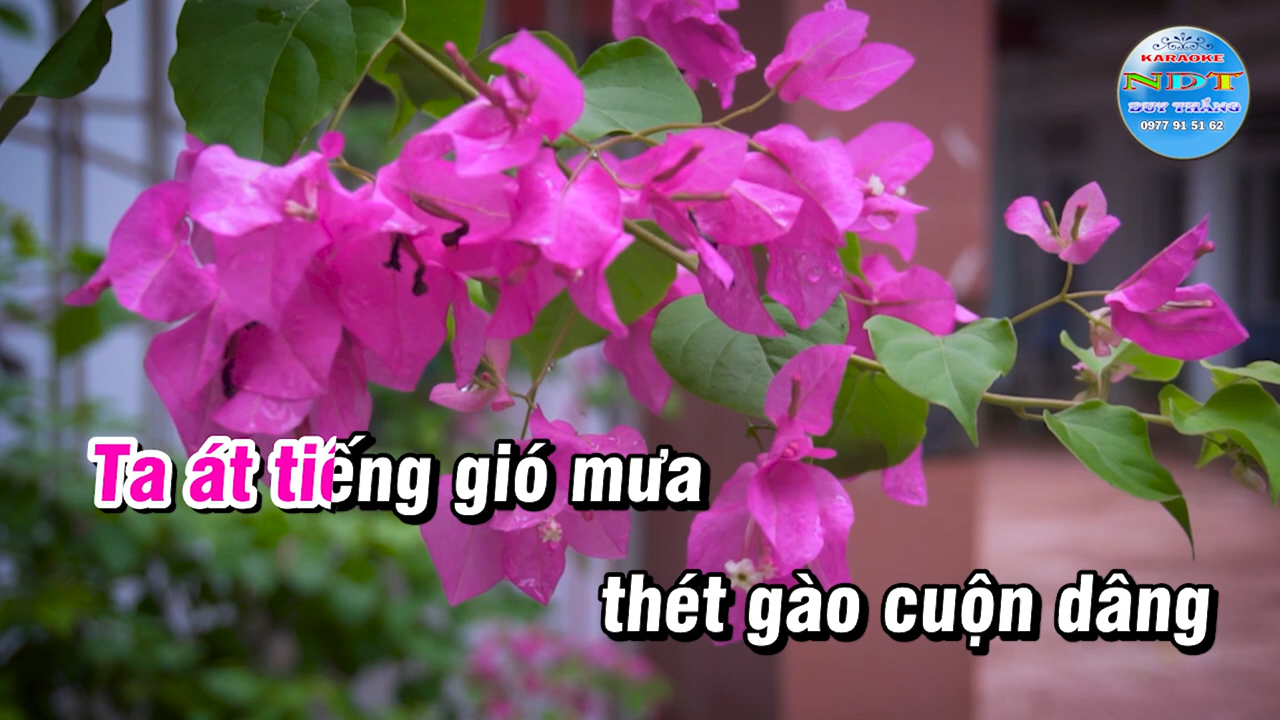 KARAOKE
NDT
DUY THẮNG
0977 91 51 62
Ta át tiếng gió mưa
thét gào cuộn dâng